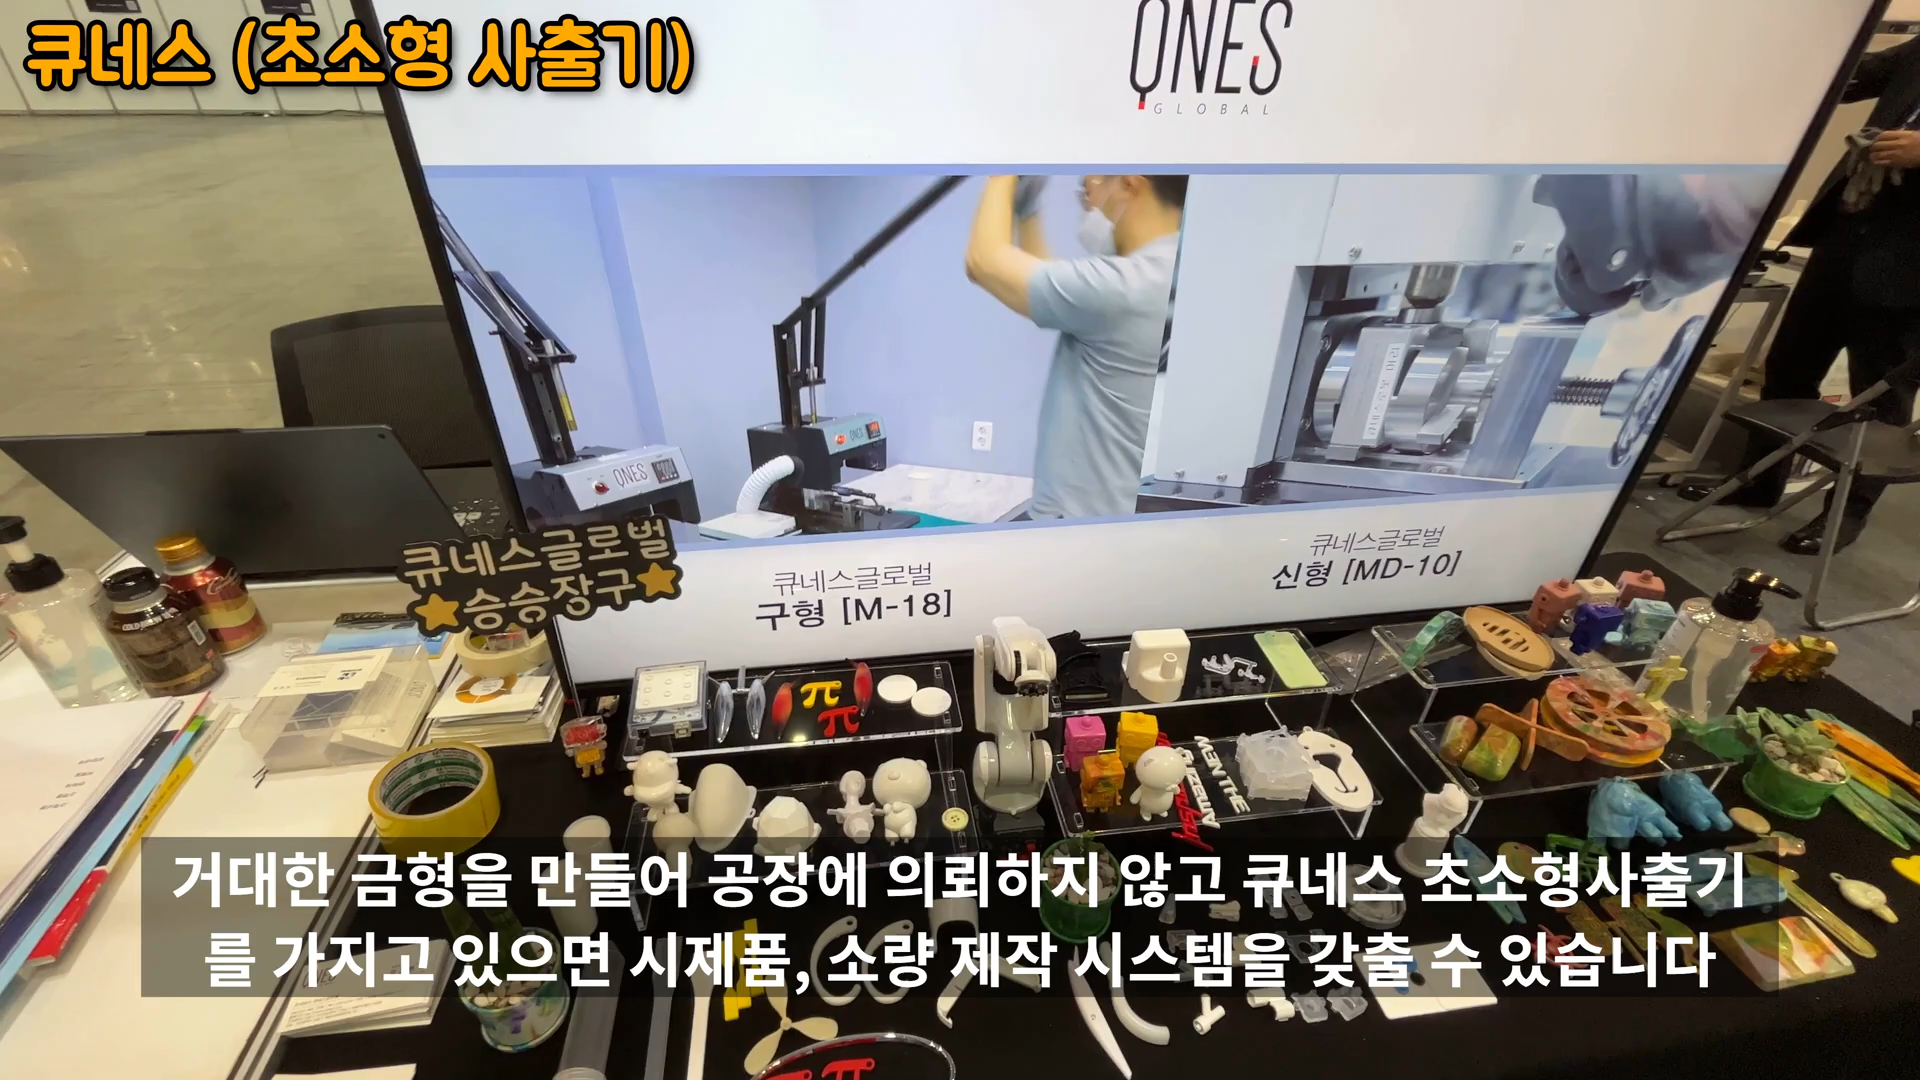 큐네스 (초소형 사출기)
QNES
GLOBAL
QNES
QNES
큐네스글로벌
승승장구
큐네스글로벌
구형 [M-18]
큐네스글로벌
신형 [MD-10]
거대한 금형을 만들어 공장에 의뢰하지 않고 큐네스 초소형사출기
를 가지고 있으면 시제품, 소량 제작 시스템을 갖출 수 있습니다